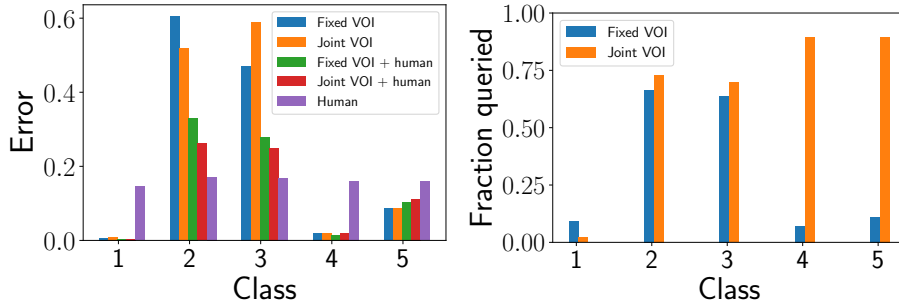 0.6
0.4
0.2
0.0
Error
1 2 3 4 5
Class
Fixed VOI
Joint VOI
Fixed VOI + human
Joint VOI + human
Human
1.00
0.75
0.50
0.25
0.00
Fraction queried
1 2 3 4 5
Class
Fixed VOI
Joint VOI